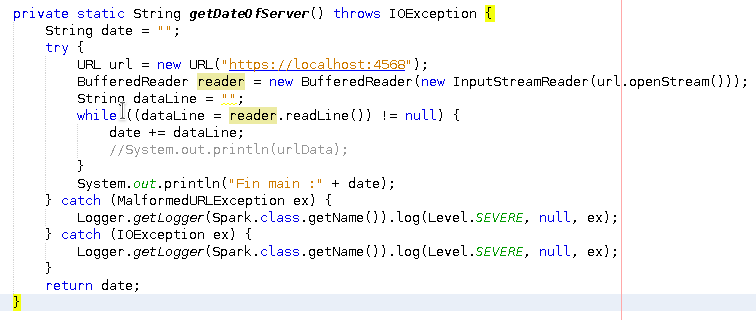 private static String getDateOfServer() throws IOException {
    String date = "";
    try {
        URL url = new URL("https://localhost:4568");
        BufferedReader reader = new BufferedReader(new InputStreamReader(url.openStream()));
        String dataLine = "";
        while ((dataLine = reader.readLine()) != null) {
            date += dataLine;
            //System.out.println(urlData);
        }
        System.out.println("Fin main :" + date);
    } catch (MalformedURLException ex) {
        Logger.getLogger(Spark.class.getName()).log(Level.SEVERE, null, ex);
    } catch (IOException ex) {
        Logger.getLogger(Spark.class.getName()).log(Level.SEVERE, null, ex);
    }
    return date;
}